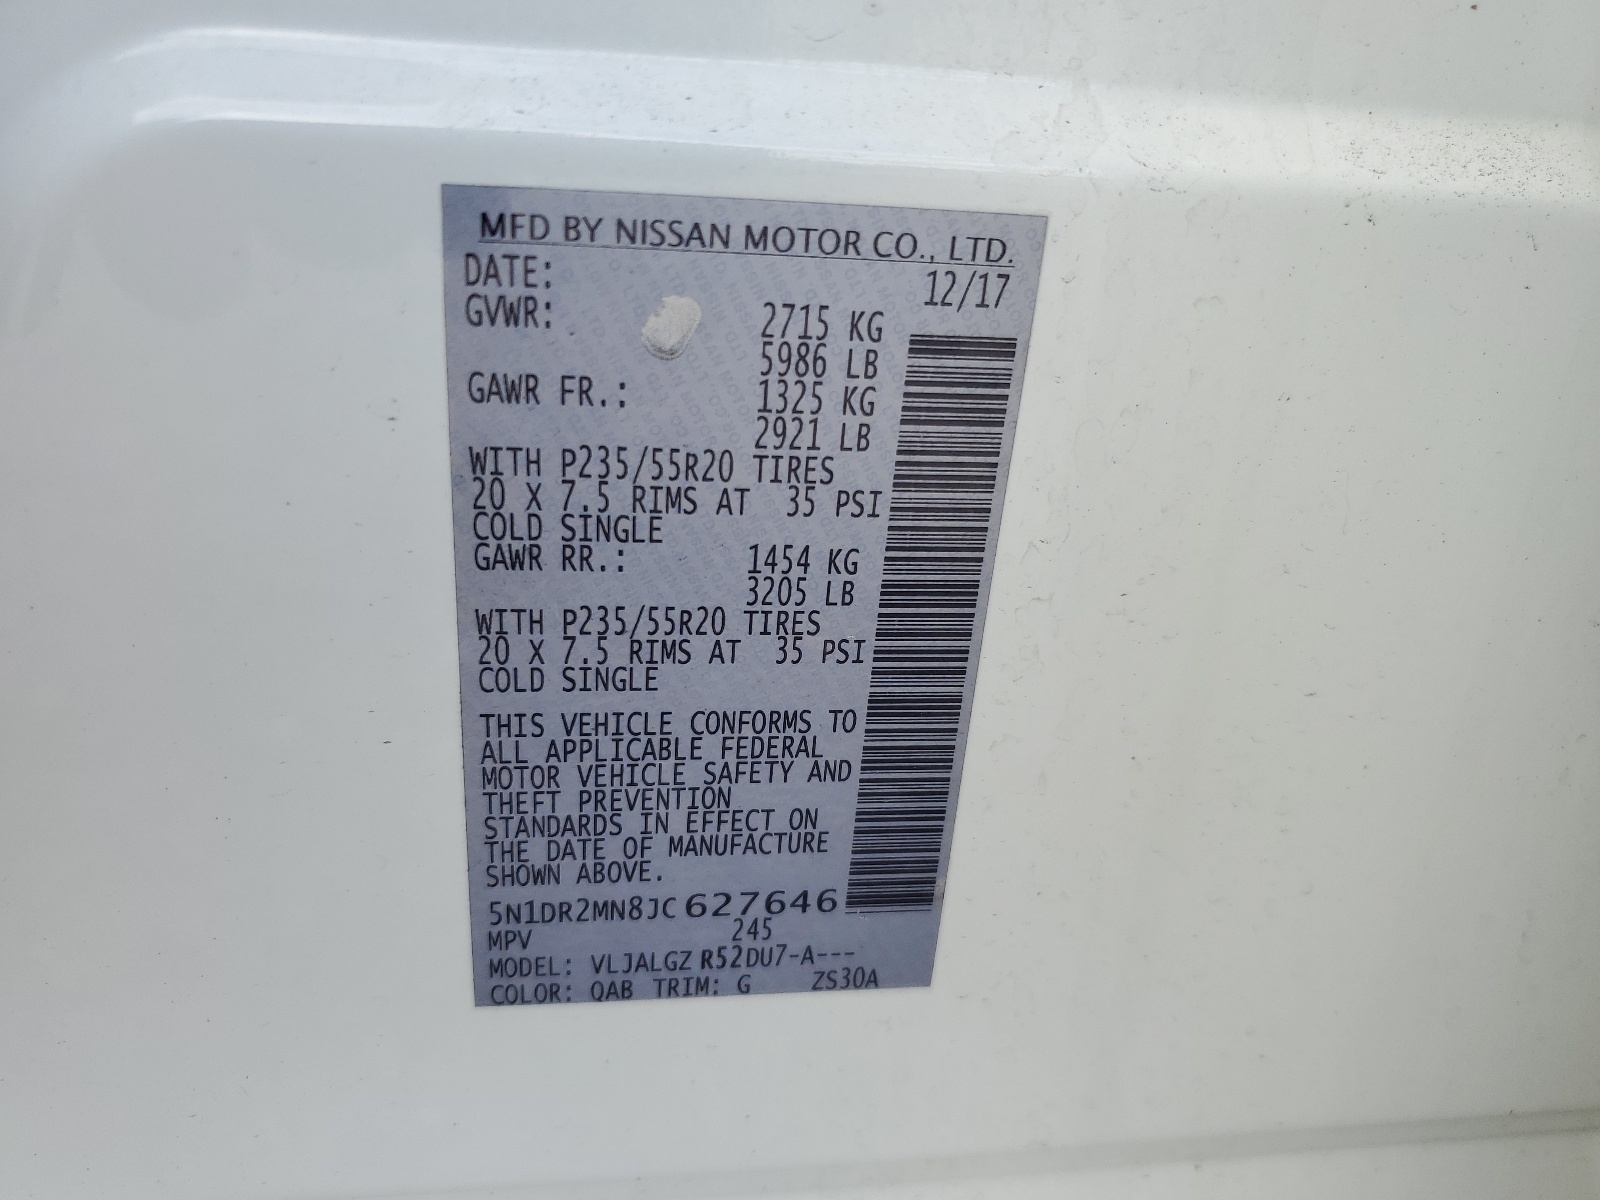 MFD BY NISSAN MOTOR CO., LTD.
DATE: 12/17
GVWR: 2715 KG
5986 LB
GAWR FR.: 1325 KG
2921 LB
WITH P235/55R20 TIRES
20 X 7.5 RIMS AT 35 PSI
COLD SINGLE
GAWR RR.: 1454 KG
3205 LB
WITH P235/55R20 TIRES
20 X 7.5 RIMS AT 35 PSI
COLD SINGLE
THIS VEHICLE CONFORMS TO
ALL APPLICABLE FEDERAL
MOTOR VEHICLE SAFETY AND
THEFT PREVENTION
STANDARDS IN EFFECT ON
THE DATE OF MANUFACTURE
SHOWN ABOVE.
5N1DR2MN8JC627646
MPV 245
MODEL: VLJALGZ R52DU7-A---
COLOR: QAB TRIM: G ZS30A